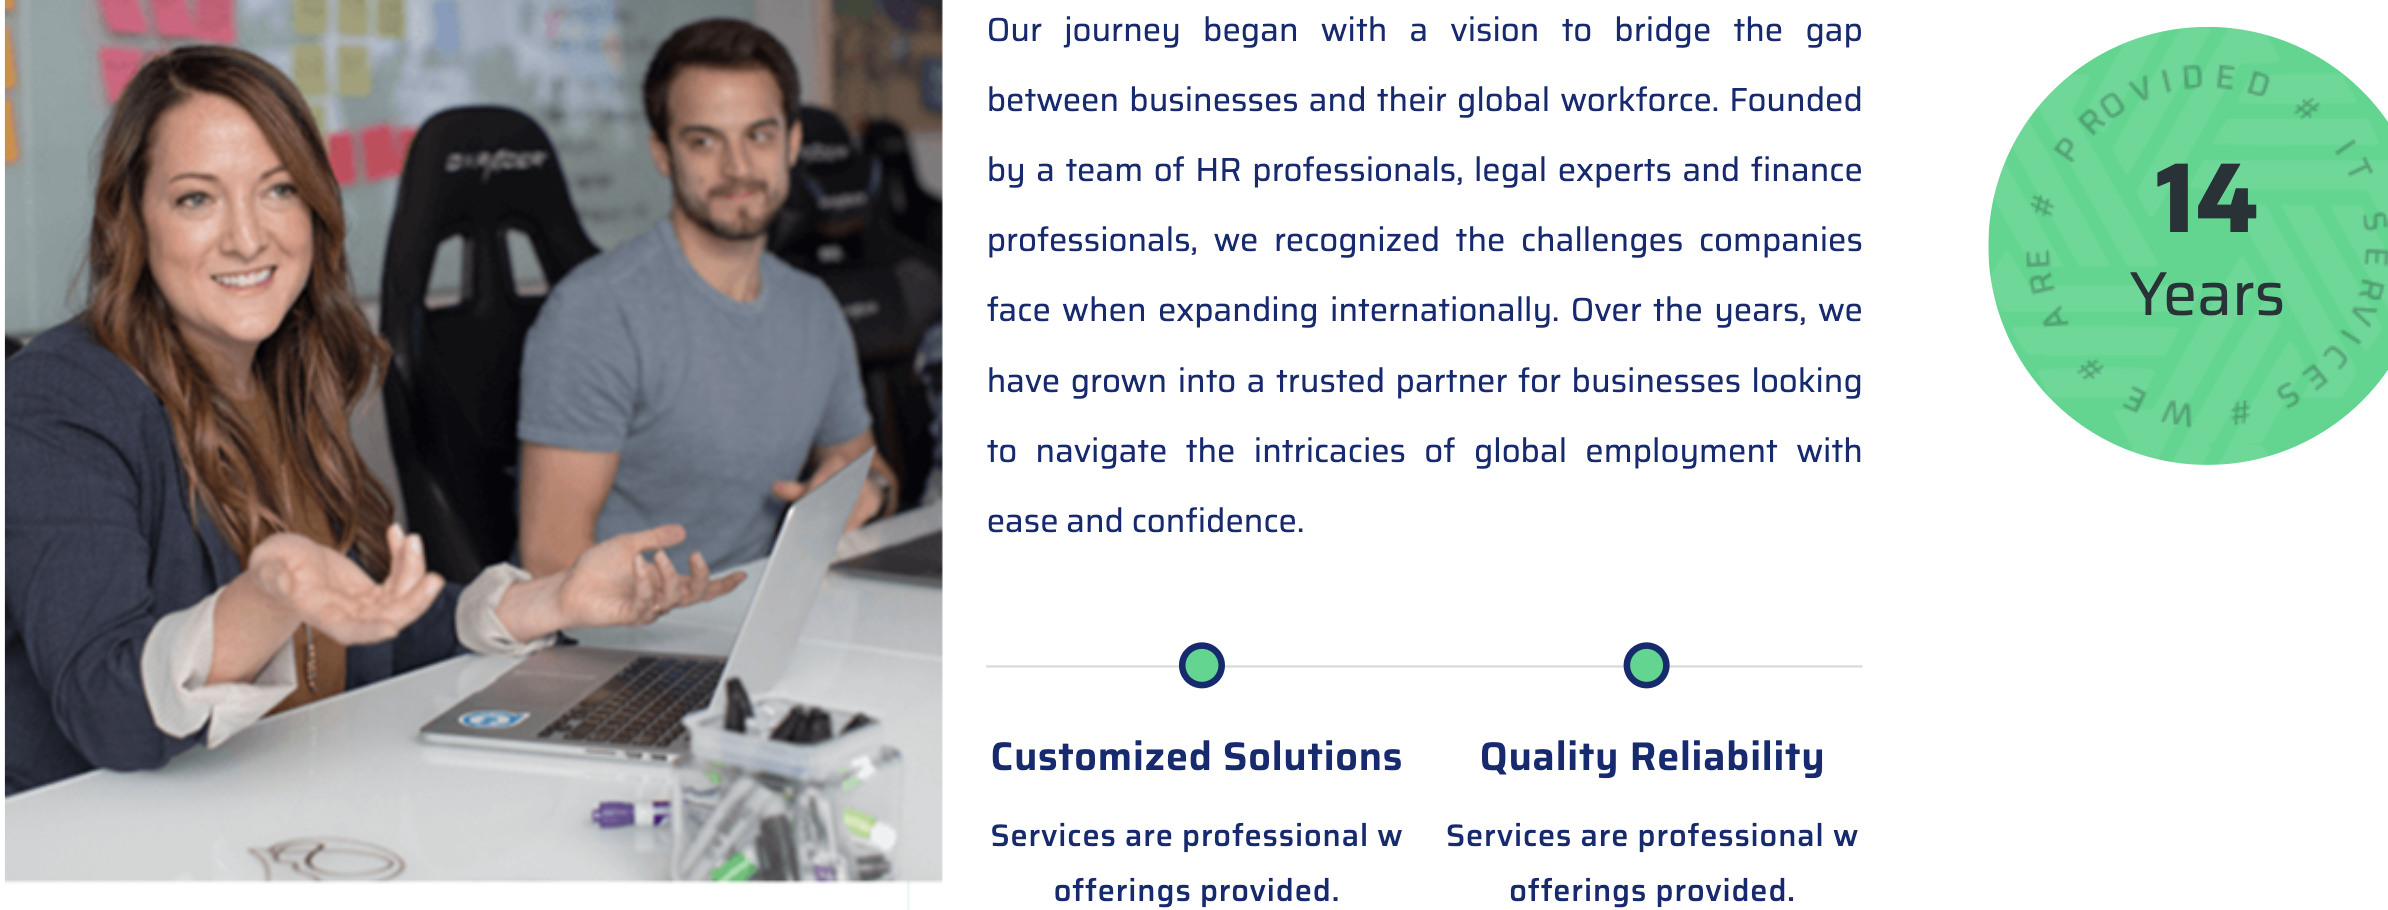 Our journey began with a vision to bridge the gap
between businesses and their global workforce. Founded
by a team of HR professionals, legal experts and finance
professionals, we recognized the challenges companies
face when expanding internationally. Over the years, we
have grown into a trusted partner for businesses looking
to navigate the intricacies of global employment with
ease and confidence.
Customized Solutions
Services are professional w
offerings provided.
Quality Reliability
Services are professional w
offerings provided.
14
Years
# WE # ARE # PROVIDED # IT SERVICES